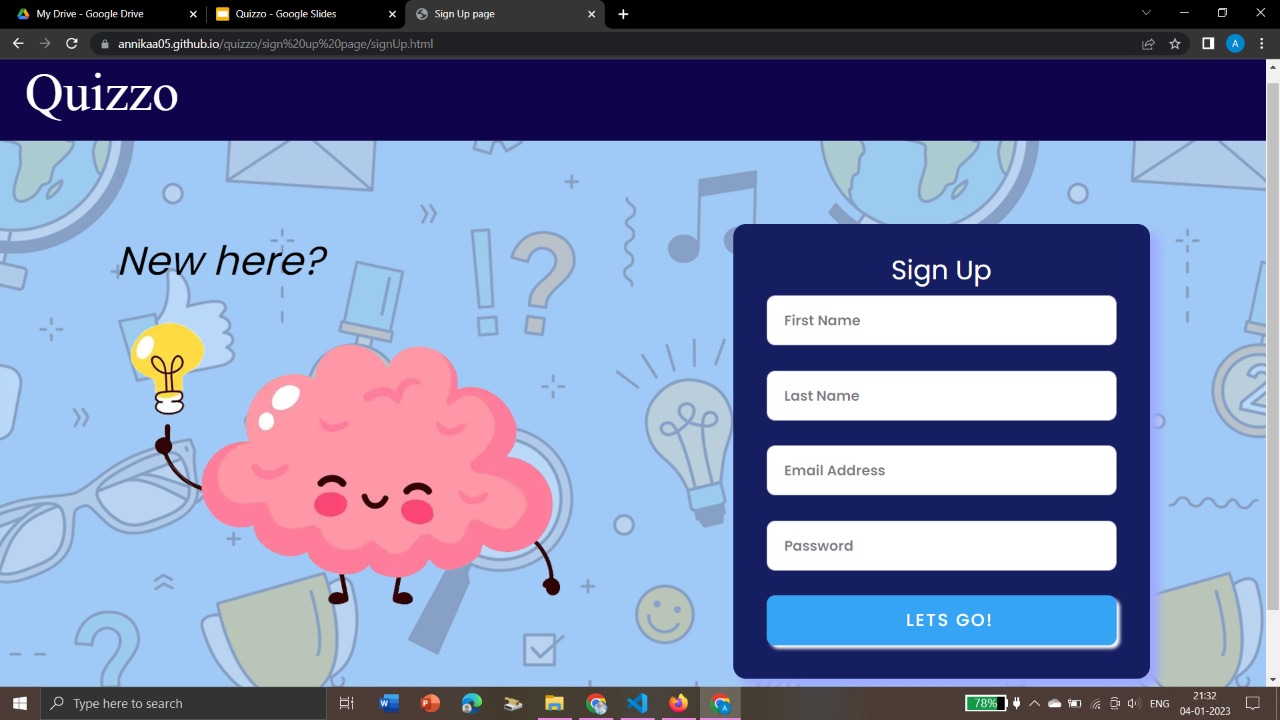 My Drive - Google Drive
Quizzo - Google Slides
Sign Up page
annikaa05.github.io/quizzo/sign%20up%20page/signUp.html
A
Quizzo
New here?
!?
Sign Up
First Name
Last Name
Email Address
Password
LETS GO!
2
?
Type here to search
78%
ENG
21:32
04-01-2023